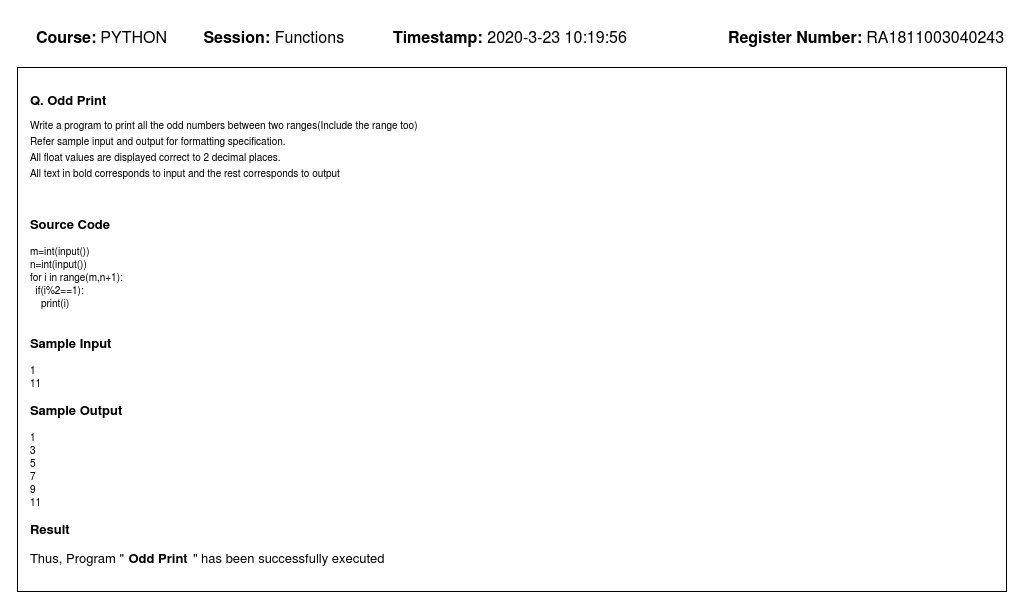 Course: PYTHON Session: Functions Timestamp: 2020-3-23 10:19:56 Register Number: RA1811003040243
Q. Odd Print
Write a program to print all the odd numbers between two ranges(Include the range too)
Refer sample input and output for formatting specification.
All float values are displayed correct to 2 decimal places.
All text in bold corresponds to input and the rest corresponds to output
Source Code
m=int(input())
n=int(input())
for i in range(m,n+1):
  if(i%2==1):
    print(i)
Sample Input
1
11
Sample Output
1
3
5
7
9
11
Result
Thus, Program " Odd Print " has been successfully executed